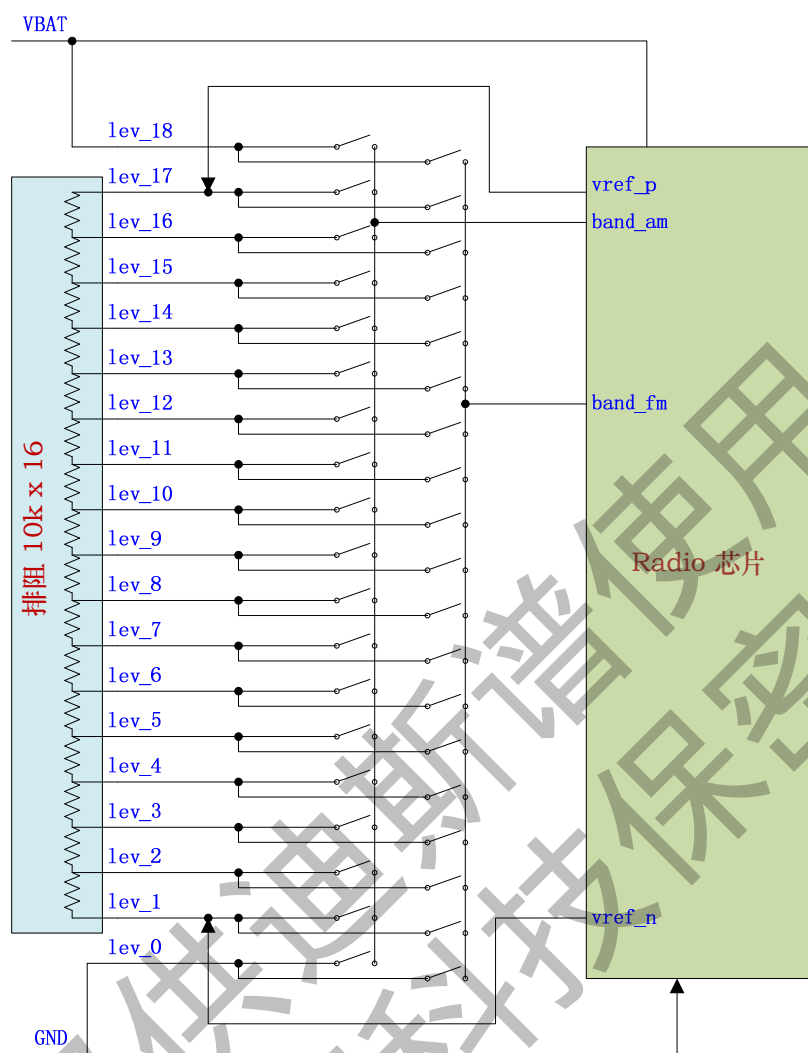 VBAT
lev_18
lev_17
lev_16
lev_15
lev_14
lev_13
lev_12
lev_11
lev_10
lev_9
lev_8
lev_7
lev_6
lev_5
lev_4
lev_3
lev_2
lev_1
lev_0
GND
排阻 10k x 16
vref_p
band_am
band_fm
Radio 芯片
vref_n
供迪斯谱使用
科技保密